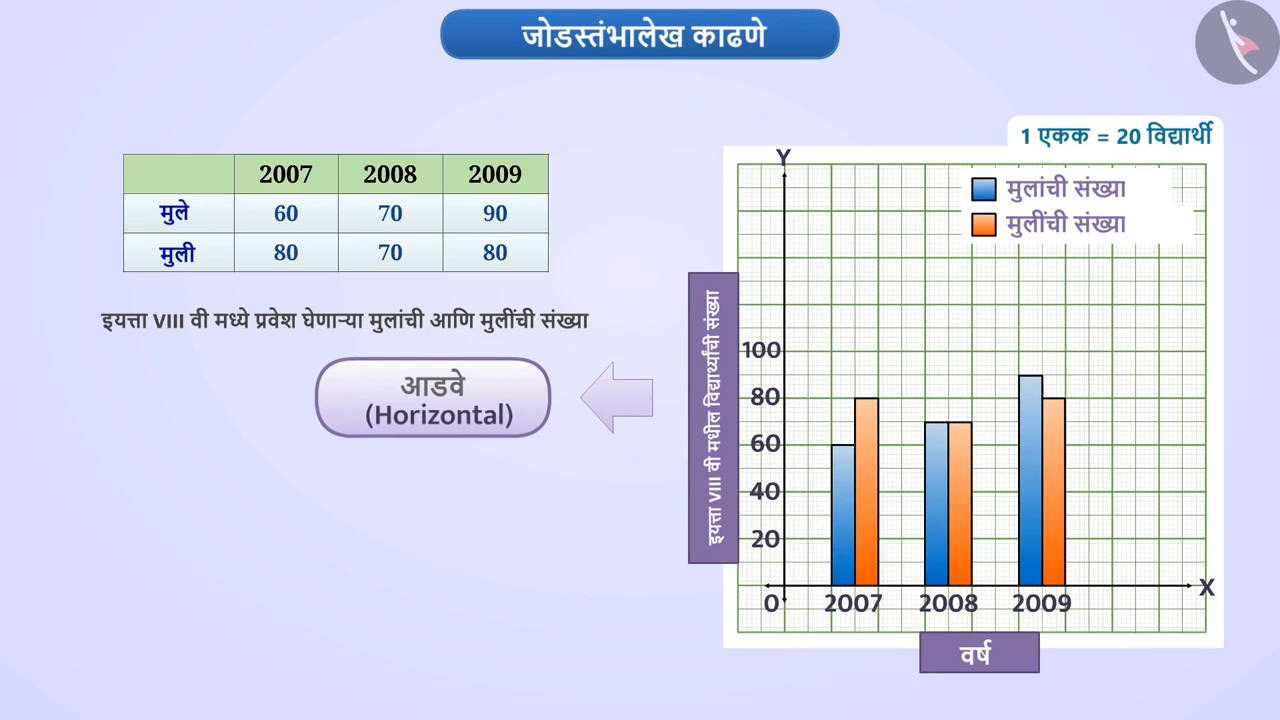 जोडस्तंभालेख काढणे
2007 2008 2009
मुले 60 70 90
मुली 80 70 80
इयत्ता VIII वी मध्ये प्रवेश घेणाऱ्या मुलांची आणि मुलींची संख्या
आडवे
(Horizontal)
1 एकक = 20 विद्यार्थी
Y
मुलांची संख्या
मुलींची संख्या
इयत्ता VIII वी मधील विद्यार्थ्यांची संख्या
100
80
60
40
20
0
2007 2008 2009
X
वर्ष